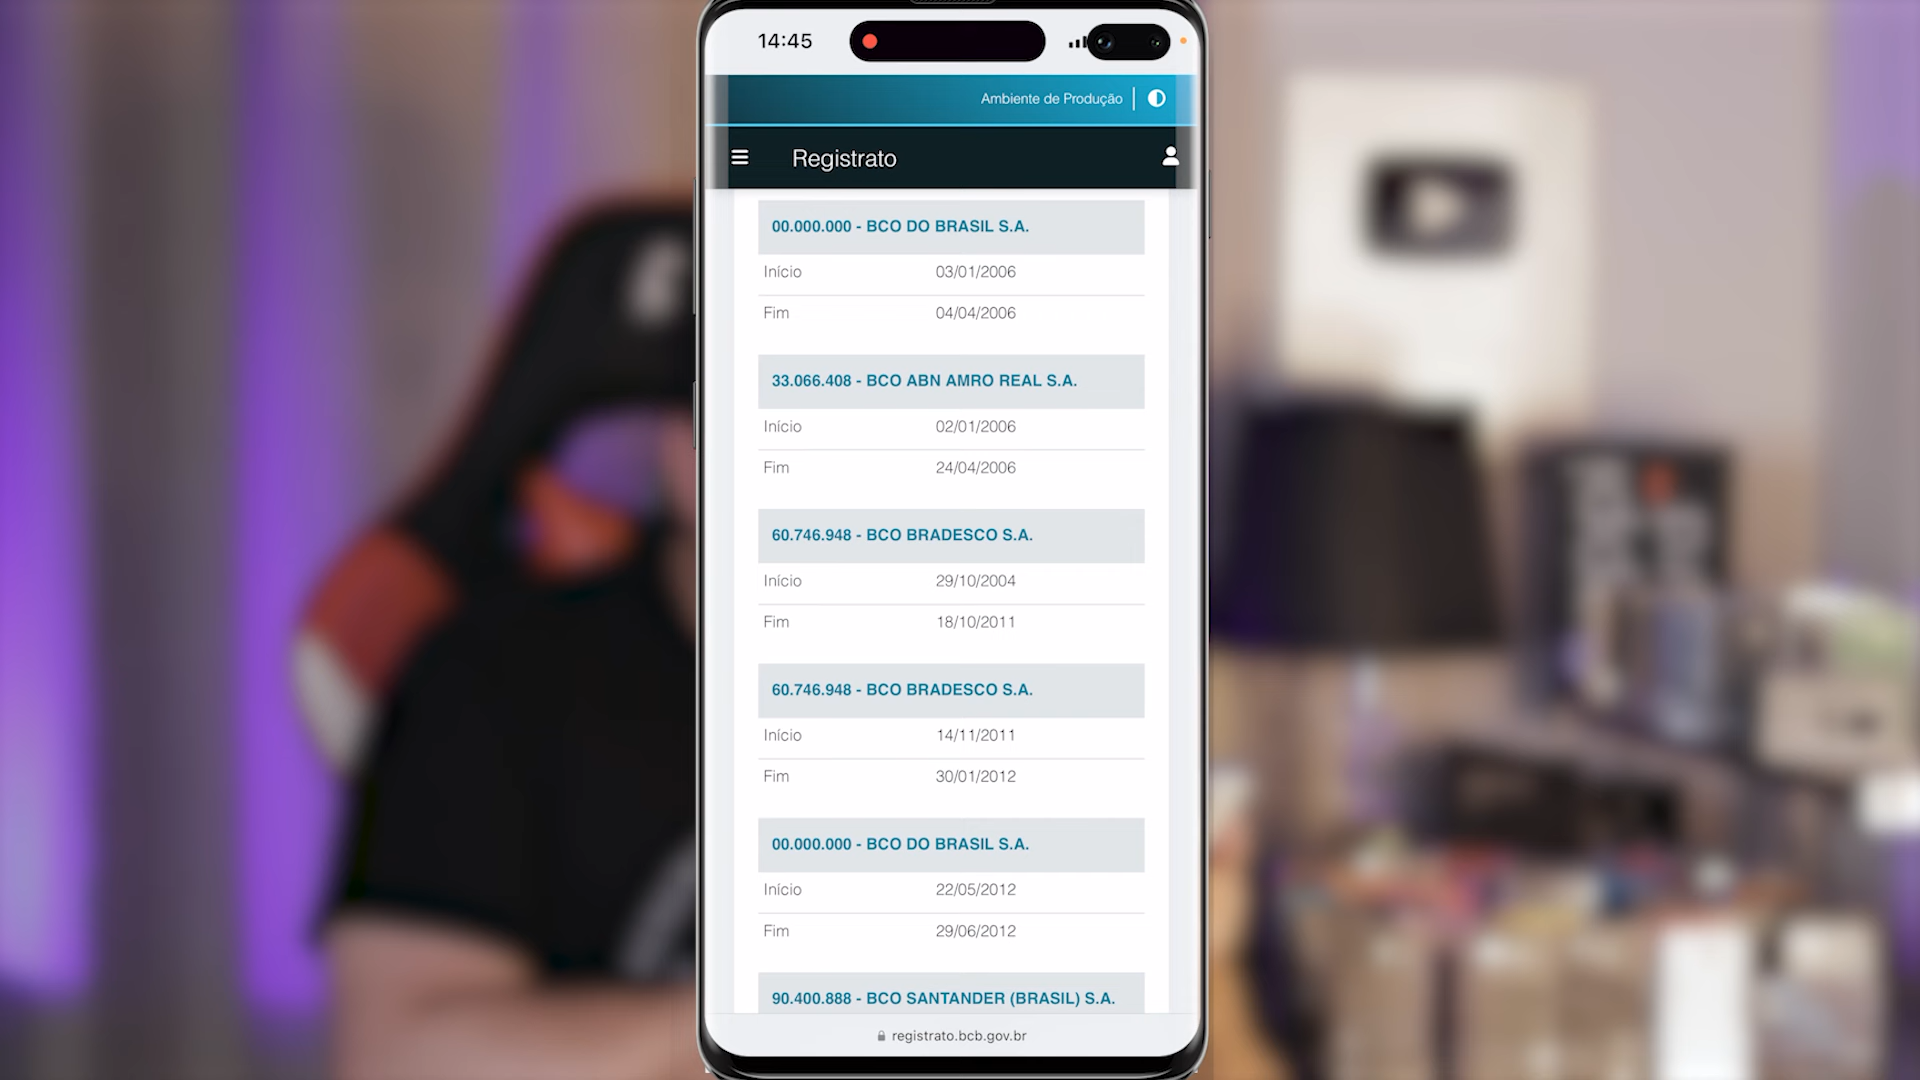 14:45
Ambiente de Produção
Registrato
00.000.000 - BCO DO BRASIL S.A.
Início 03/01/2006
Fim 04/04/2006
33.066.408 - BCO ABN AMRO REAL S.A.
Início 02/01/2006
Fim 24/04/2006
60.746.948 - BCO BRADESCO S.A.
Início 29/10/2004
Fim 18/10/2011
60.746.948 - BCO BRADESCO S.A.
Início 14/11/2011
Fim 30/01/2012
00.000.000 - BCO DO BRASIL S.A.
Início 22/05/2012
Fim 29/06/2012
90.400.888 - BCO SANTANDER (BRASIL) S.A.
registrato.bcb.gov.br